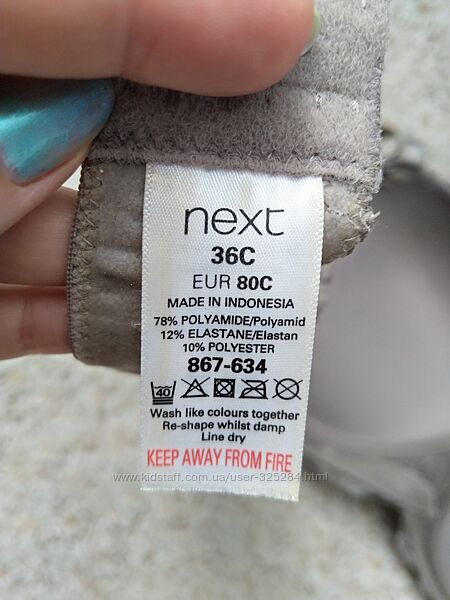 next
36C
EUR 80C
MADE IN INDONESIA
78% POLYAMIDE/Polyamid
12% ELASTANE/Elastan
10% POLYESTER
867-634
40
Wash like colours together
Re-shape whilst damp
Line dry
KEEP AWAY FROM FIRE
www.kidstaff.com.ua/user-325284.html